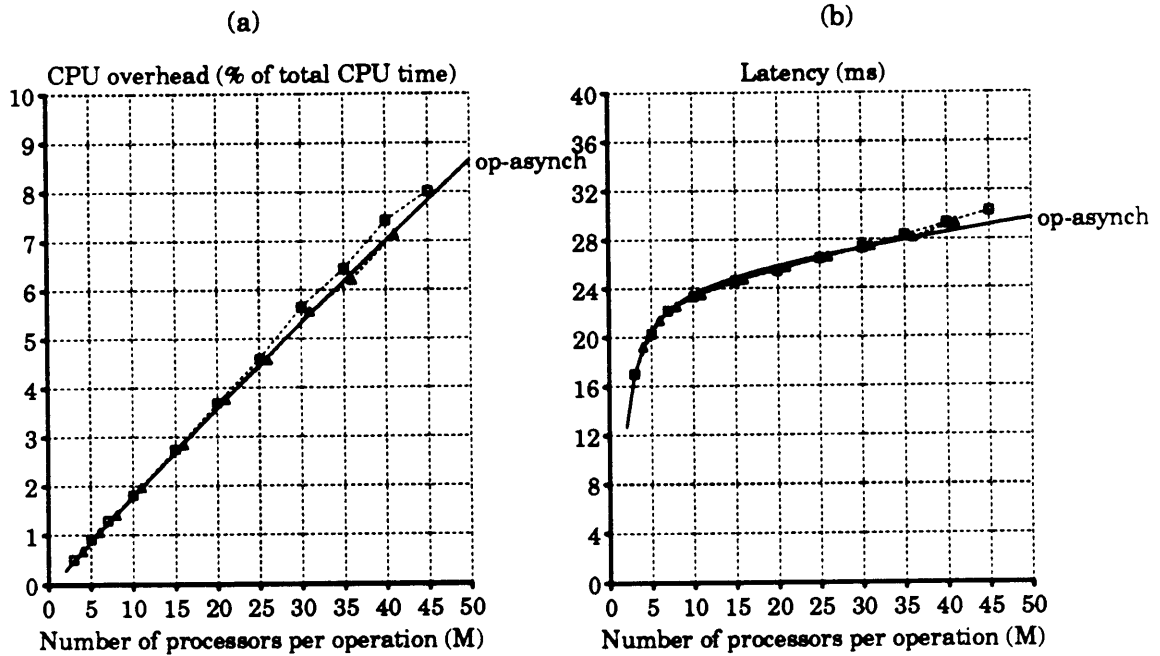 (a)
CPU overhead (% of total CPU time)
10
9
8
7
6
5
4
3
2
1
0
0 5 10 15 20 25 30 35 40 45 50
op-asynch
Number of processors per operation (M)
(b)
Latency (ms)
40
36
32
28
24
20
16
12
8
4
0
0 5 10 15 20 25 30 35 40 45 50
op-asynch
Number of processors per operation (M)